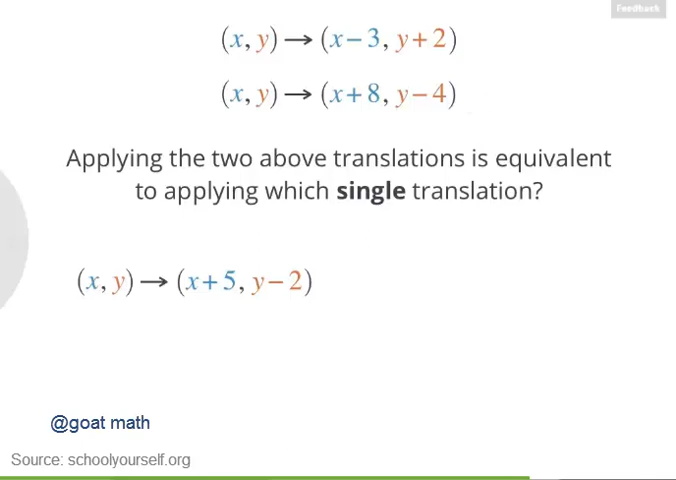 Feedback
(x, y) → (x − 3, y + 2)
(x, y) → (x + 8, y − 4)
Applying the two above translations is equivalent
to applying which single translation?
(x, y) → (x + 5, y − 2)
@goat math
Source: schoolyourself.org